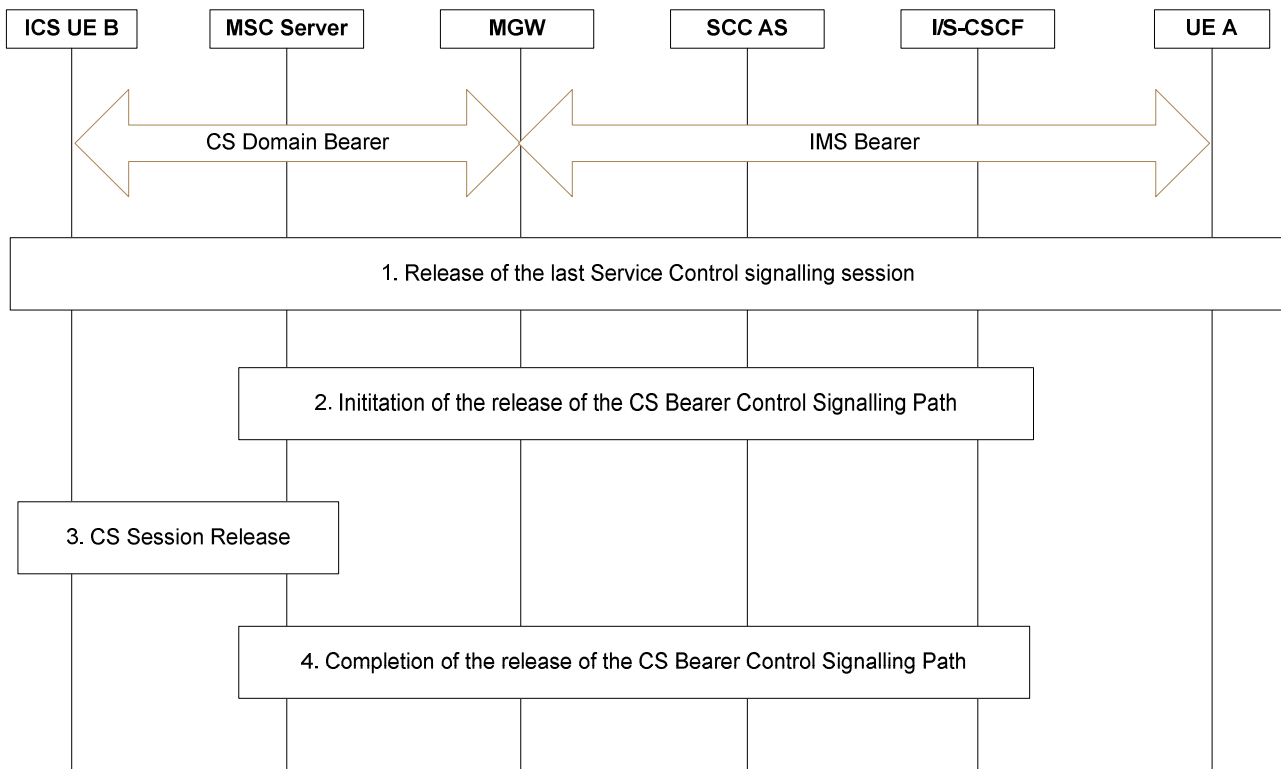 ICS UE B
MSC Server
MGW
SCC AS
I/S-CSCF
UE A
CS Domain Bearer
IMS Bearer
1. Release of the last Service Control signalling session
2. Inititation of the release of the CS Bearer Control Signalling Path
3. CS Session Release
4. Completion of the release of the CS Bearer Control Signalling Path